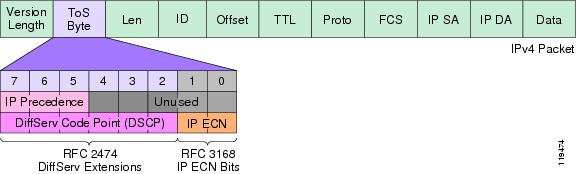 Version Length
ToS Byte
Len
ID
Offset
TTL
Proto
FCS
IP SA
IP DA
Data
IPv4 Packet
7 6 5 4 3 2 1 0
IP Precedence
Unused
DiffServ Code Point (DSCP)
IP ECN
RFC 2474
DiffServ Extensions
RFC 3168
IP ECN Bits
119474